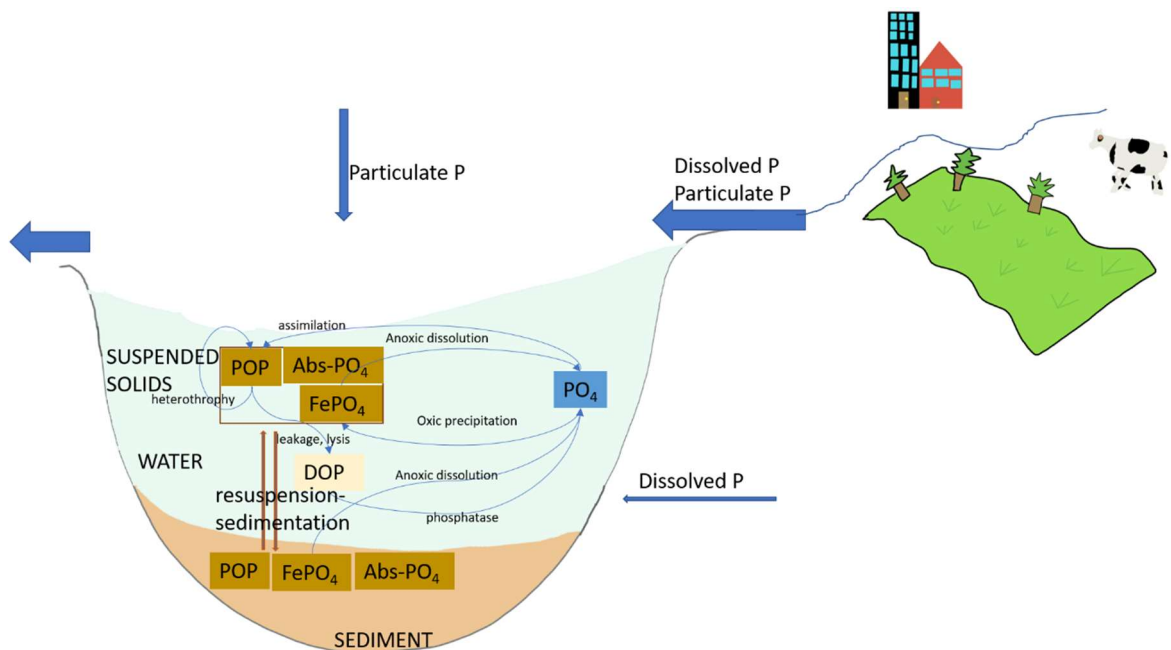 Particulate P
Dissolved P
Particulate P
assimilation
Anoxic dissolution
SUSPENDED
SOLIDS
POP
Abs-PO₄
FePO₄
PO₄
heterothrophy
Oxic precipitation
leakage, lysis
WATER
DOP
Anoxic dissolution
Dissolved P
resuspension-
sedimentation
phosphatase
POP
FePO₄
Abs-PO₄
SEDIMENT